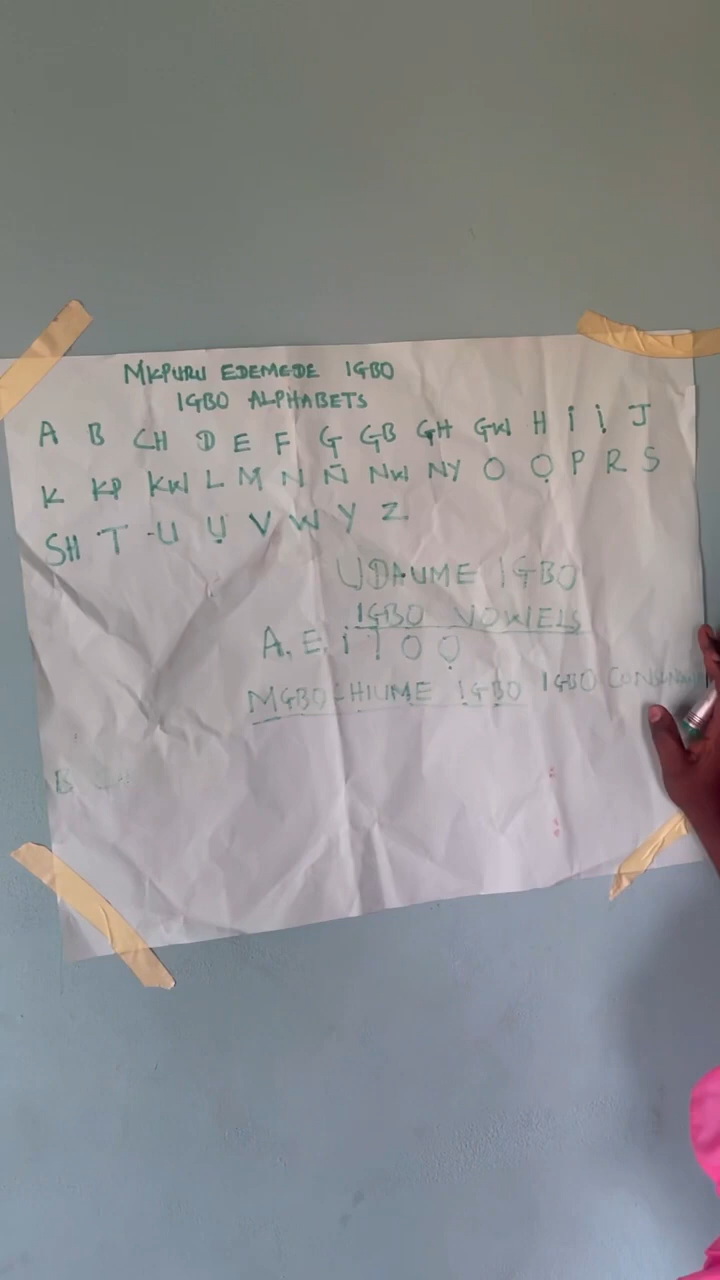 MKPURU EDEMEDE IGBO
IGBO ALPHABETS
A B CH D E F G GB GH GW H i ị J
K KP KW L M N Ñ NW NY O Ọ P R S
SH T U Ụ V W Y Z
UDAUME IGBO
IGBO VOWELS
A, E, i ị O Ọ
MGBOCHIUME IGBO IGBO
B